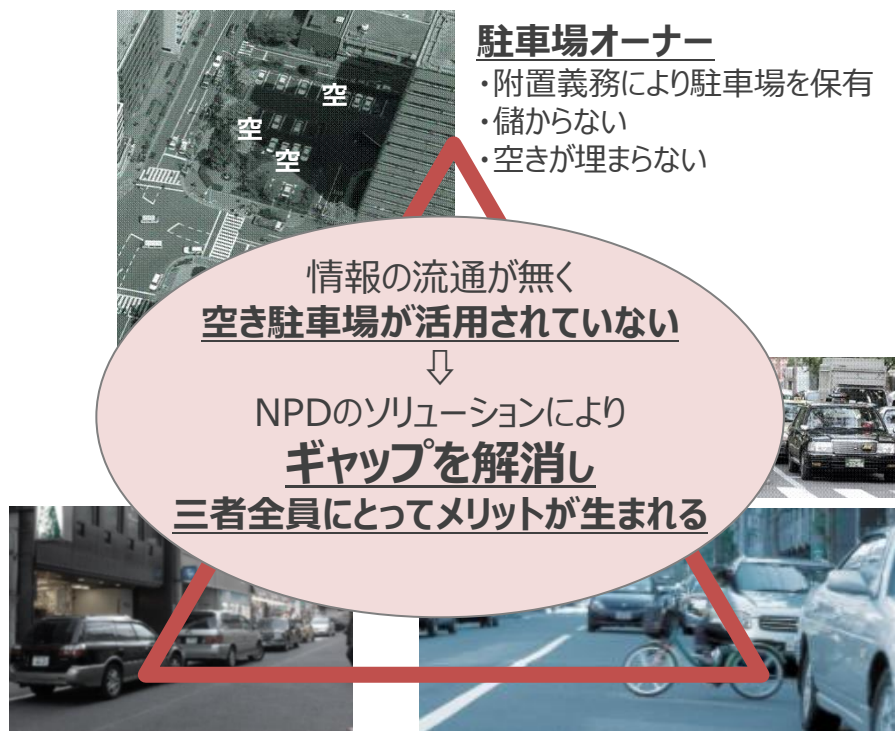 駐車場オーナー
・附置義務により駐車場を保有
・儲からない
・空きが埋まらない
空
空
空
情報の流通が無く
空き駐車場が活用されていない
⇩
NPDのソリューションにより
ギャップを解消し
三者全員にとってメリットが生まれる